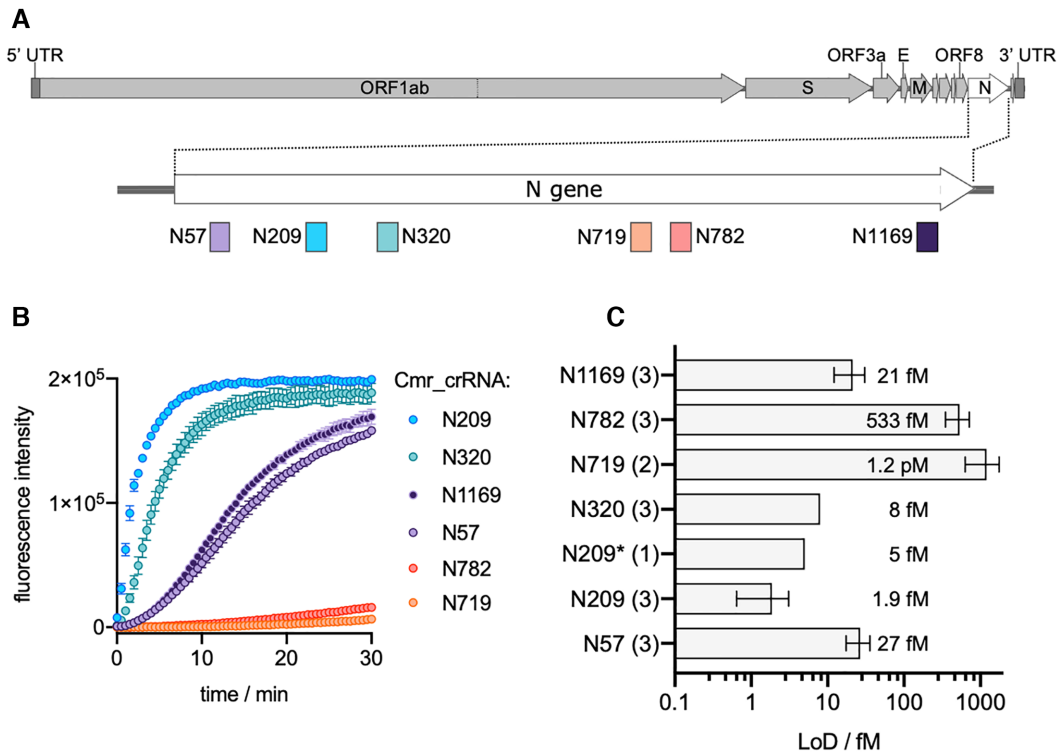 A
5' UTR ORF3a E ORF8 3' UTR
ORF1ab S M N
N gene
N57 N209 N320 N719 N782 N1169
B
fluorescence intensity
2×10⁵
1×10⁵
0
0 10 20 30
time / min
Cmr_crRNA:
N209
N320
N1169
N57
N782
N719
C
N1169 (3) 21 fM
N782 (3) 533 fM
N719 (2) 1.2 pM
N320 (3) 8 fM
N209* (1) 5 fM
N209 (3) 1.9 fM
N57 (3) 27 fM
0.1 1 10 100 1000
LoD / fM